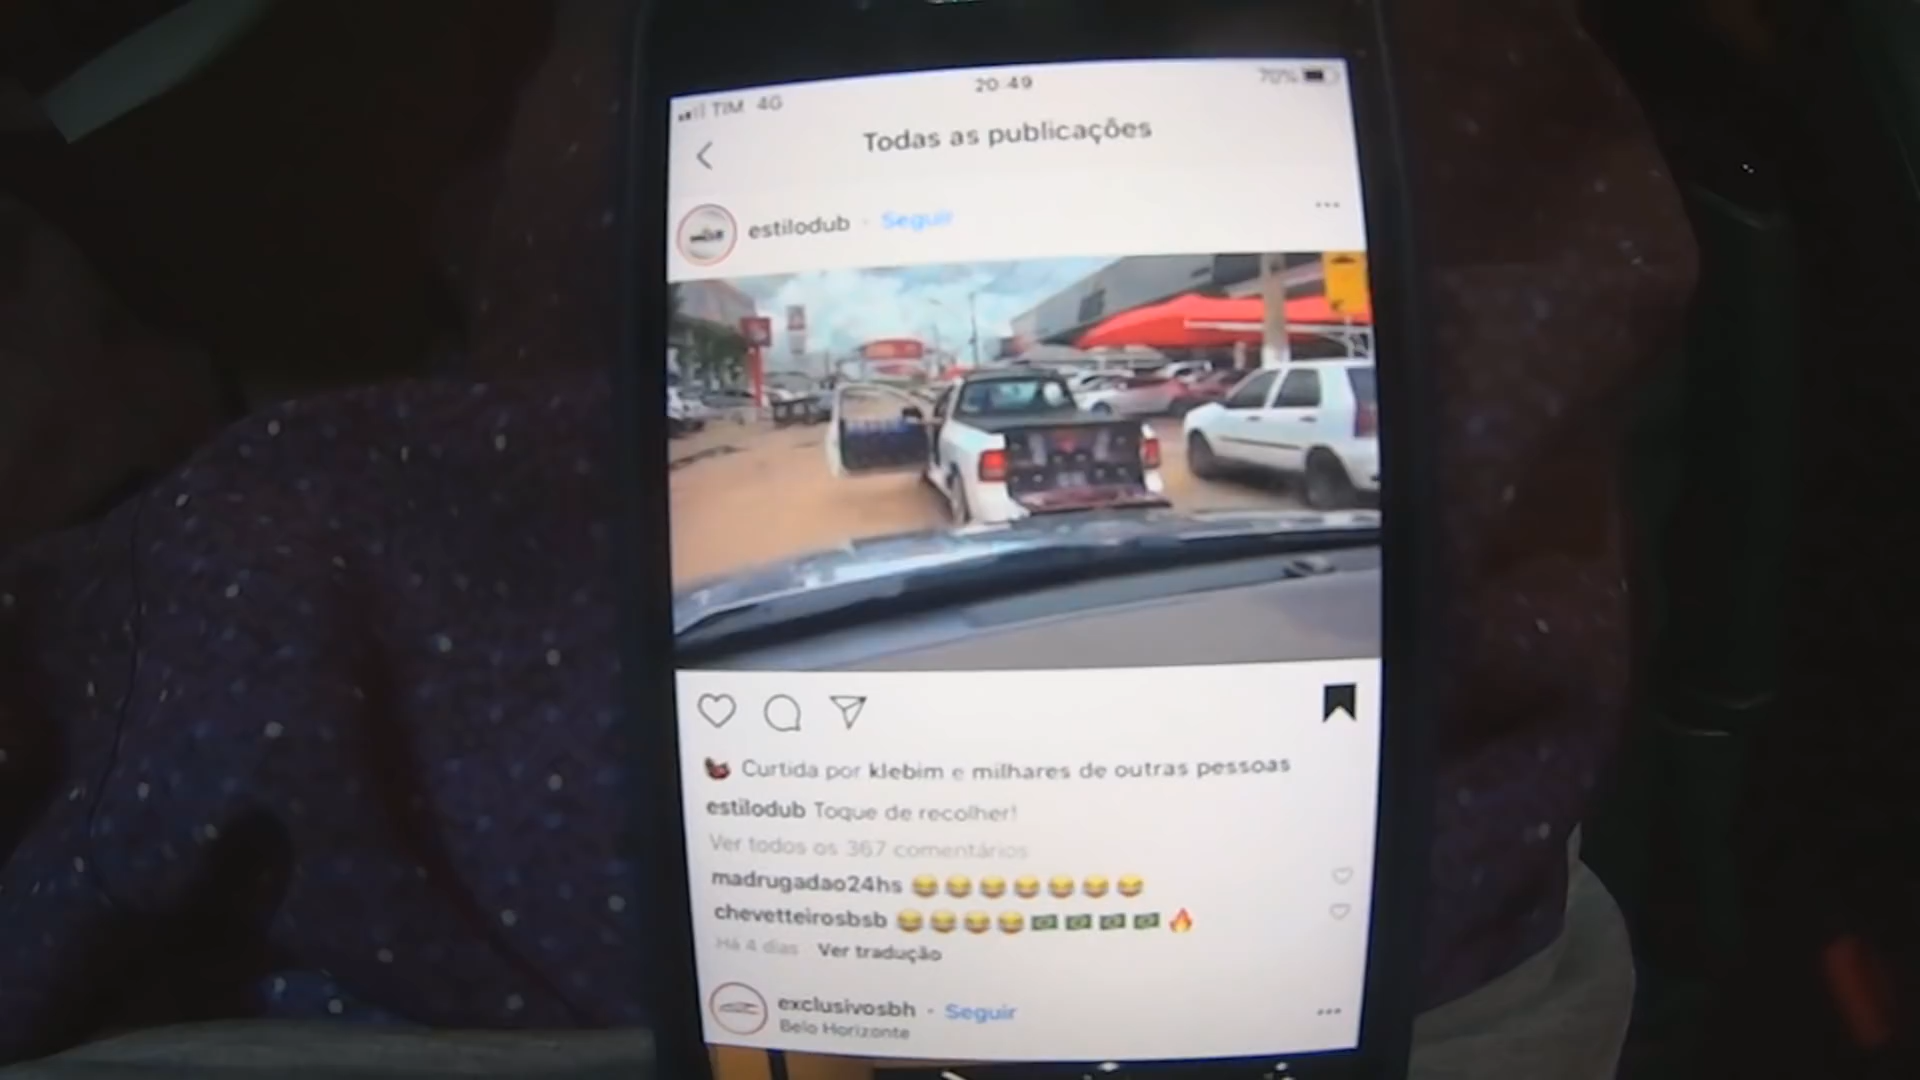 TIM 4G
20:49
70%
Todas as publicações
estilodub · Seguir
Curtida por klebim e milhares de outras pessoas
estilodub Toque de recolher!
Ver todos os 367 comentários
madrugadao24hs 😂😂😂😂😂😂😂
chevetteirosbsb 😂😂😂😂🇧🇷🇧🇷🇧🇷🇧🇷🔥
Há 4 dias Ver tradução
exclusivosbh · Seguir
Belo Horizonte